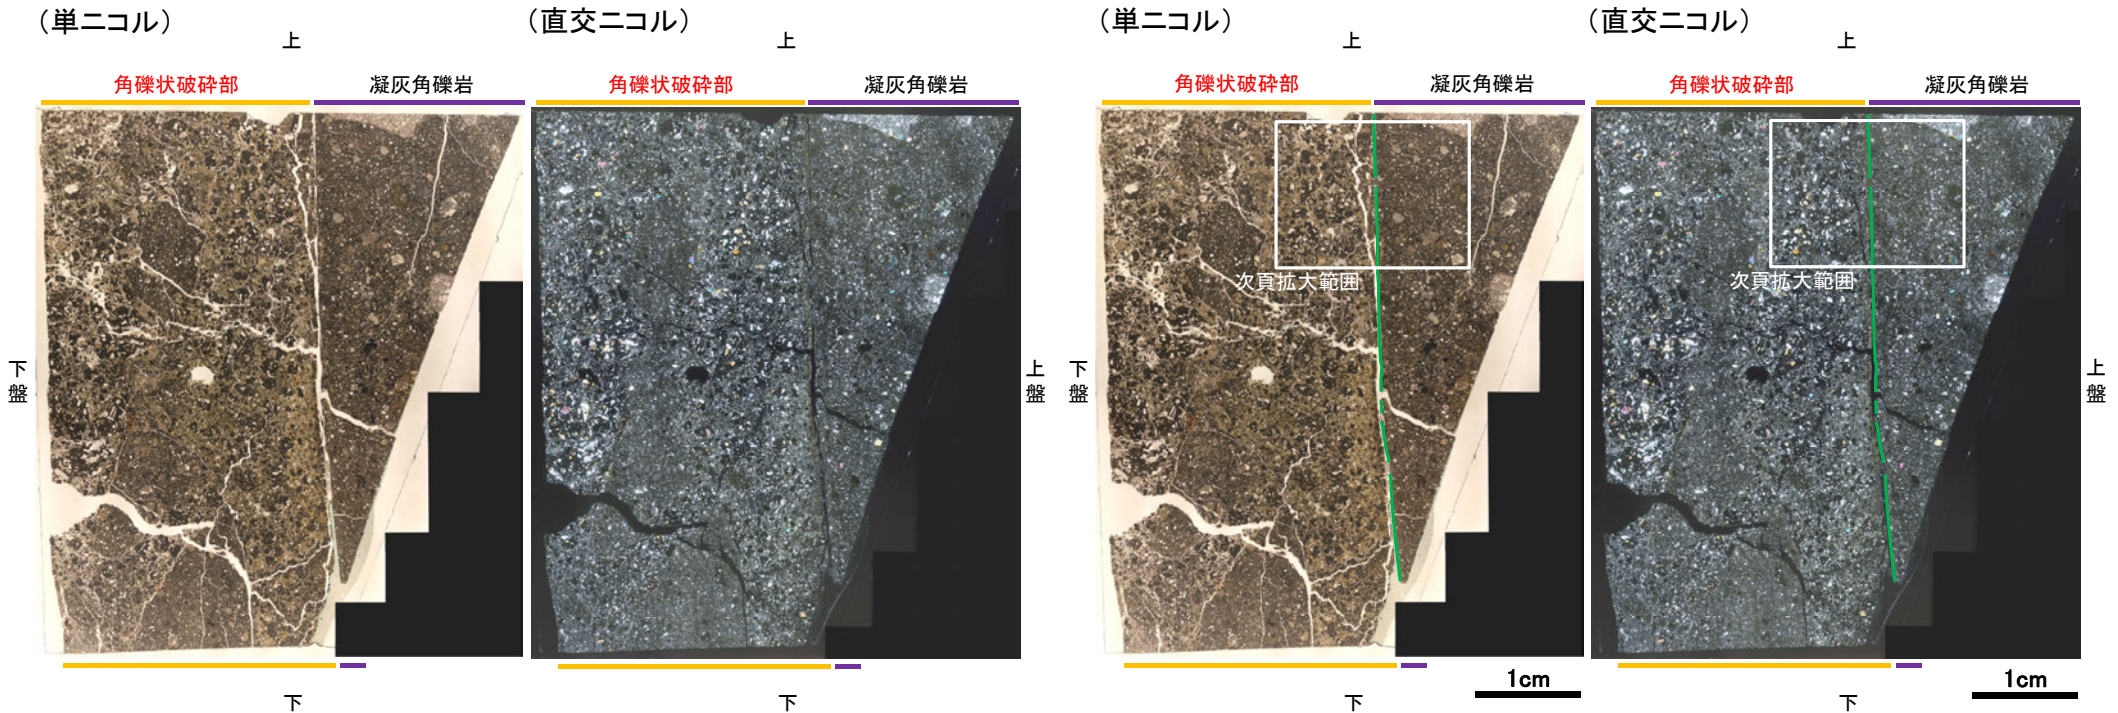 (単ニコル)
(直交ニコル)
(単ニコル)
(直交ニコル)
上
上
上
上
角礫状破砕部
凝灰角礫岩
角礫状破砕部
凝灰角礫岩
角礫状破砕部
凝灰角礫岩
角礫状破砕部
凝灰角礫岩
次頁拡大範囲
次頁拡大範囲
下盤
上盤
下盤
上盤
1cm
1cm
下
下
下
下